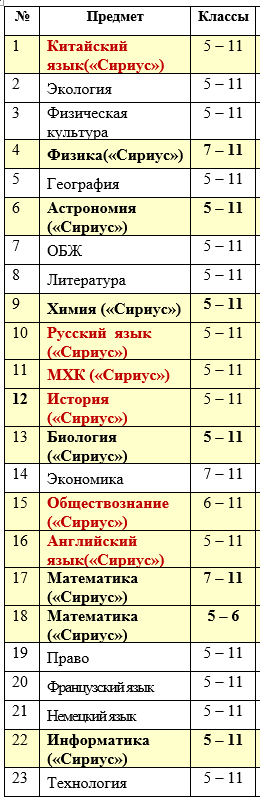 № Предмет Классы
1 Китайский 5 – 11
язык(«Сириус»)
2 Экология 5 – 11
3 Физическая 5 – 11
культура
4 Физика(«Сириус») 7 – 11
5 География 5 – 11
6 Астрономия 5 – 11
(«Сириус»)
7 ОБЖ 5 – 11
8 Литература 5 – 11
9 Химия («Сириус») 5 – 11
10 Русский язык 5 – 11
(«Сириус»)
11 МХК («Сириус») 5 – 11
12 История 5 – 11
(«Сириус»)
13 Биология 5 – 11
(«Сириус»)
14 Экономика 7 – 11
15 Обществознание 6 – 11
(«Сириус»)
16 Английский 5 – 11
язык(«Сириус»)
17 Математика 7 – 11
(«Сириус»)
18 Математика 5 – 6
(«Сириус»)
19 Право 5 – 11
20 Французский язык 5 – 11
21 Немецкий язык 5 – 11
22 Информатика 5 – 11
(«Сириус»)
23 Технология 5 – 11